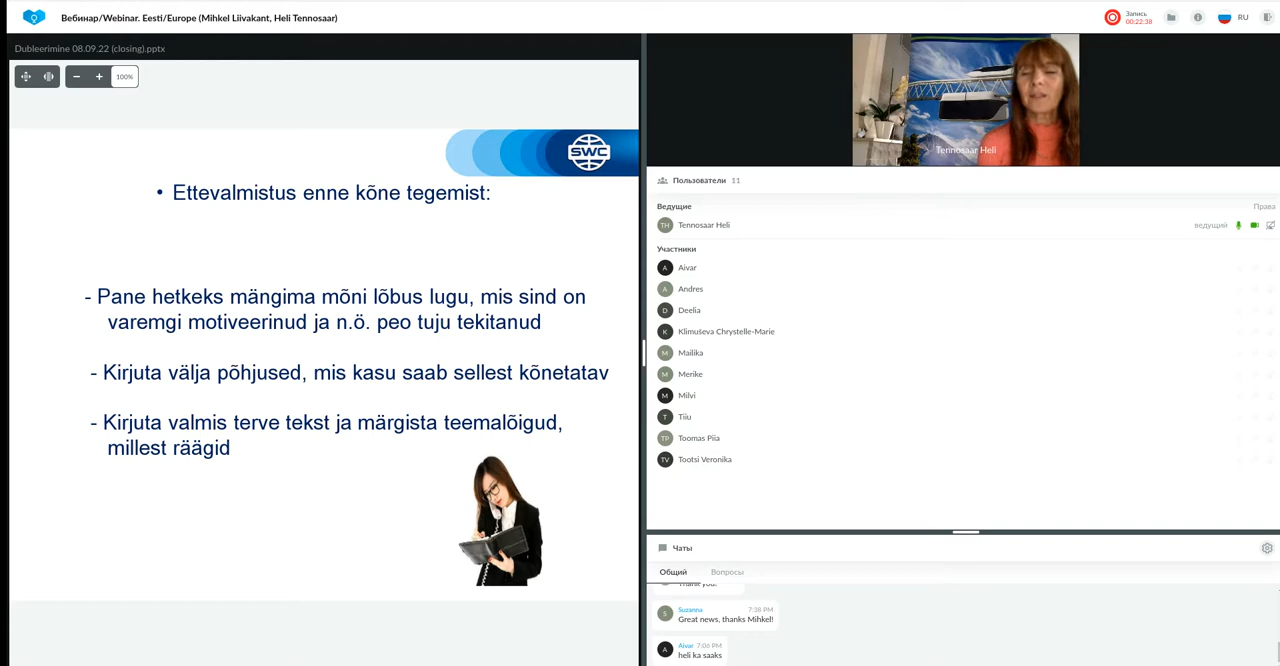 Вебинар/Webinar. Eesti/Europe (Mihkel Liivakant, Heli Tennosaar)
Запись
00:22:38
RU
Dubleerimine 08.09.22 (closing).pptx
100%
SWC
• Ettevalmistus enne kõne tegemist:
- Pane hetkeks mängima mõni lõbus lugu, mis sind on
varemgi motiveerinud ja n.ö. peo tuju tekitanud
- Kirjuta välja põhjused, mis kasu saab sellest kõnetatav
- Kirjuta valmis terve tekst ja märgista teemalõigud,
millest räägid
Tennosaar Heli
Пользователи 11
Ведущие Права
TH Tennosaar Heli ведущий
Участники
A Aivar
A Andres
D Deelia
K Klimuševa Chrystelle-Marie
M Mailika
M Merike
M Milvi
T Tiiu
TP Toomas Piia
TV Tootsi Veronika
Чаты
Общий Вопросы
Thank you!
S Suzanna 7:38 PM
Great news, thanks Mihkel!
A Aivar 7:06 PM
heli ka saaks